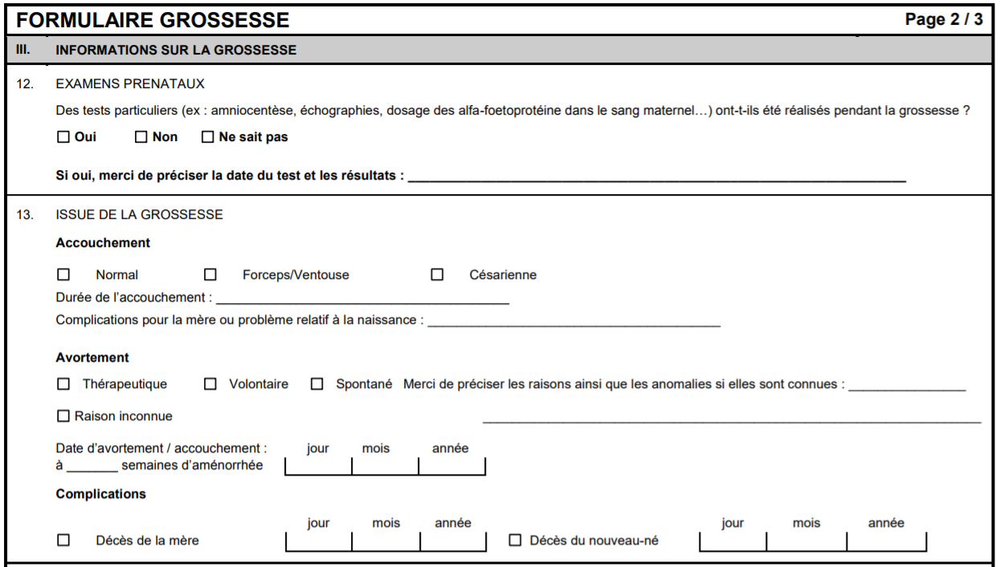 FORMULAIRE GROSSESSE Page 2 / 3
III. INFORMATIONS SUR LA GROSSESSE
12. EXAMENS PRENATAUX
Des tests particuliers (ex : amniocentèse, échographies, dosage des alfa-foetoprotéine dans le sang maternel…) ont-t-ils été réalisés pendant la grossesse ?
☐ Oui ☐ Non ☐ Ne sait pas
Si oui, merci de préciser la date du test et les résultats : ____________________
13. ISSUE DE LA GROSSESSE
Accouchement
☐ Normal ☐ Forceps/Ventouse ☐ Césarienne
Durée de l’accouchement : ____________________
Complications pour la mère ou problème relatif à la naissance : ____________________
Avortement
☐ Thérapeutique ☐ Volontaire ☐ Spontané Merci de préciser les raisons ainsi que les anomalies si elles sont connues : __________
☐ Raison inconnue ____________________
Date d’avortement / accouchement : jour mois année
à _______ semaines d’aménorrhée
Complications
jour mois année jour mois année
☐ Décès de la mère ☐ Décès du nouveau-né